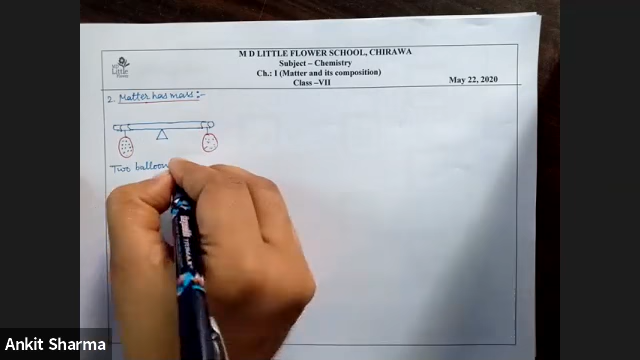 M D LITTLE FLOWER SCHOOL, CHIRAWA
Subject – Chemistry
Ch.: I (Matter and its composition)
Class –VII
May 22, 2020
Little
2. Matter has mass:-
Two balloon
Ankit Sharma